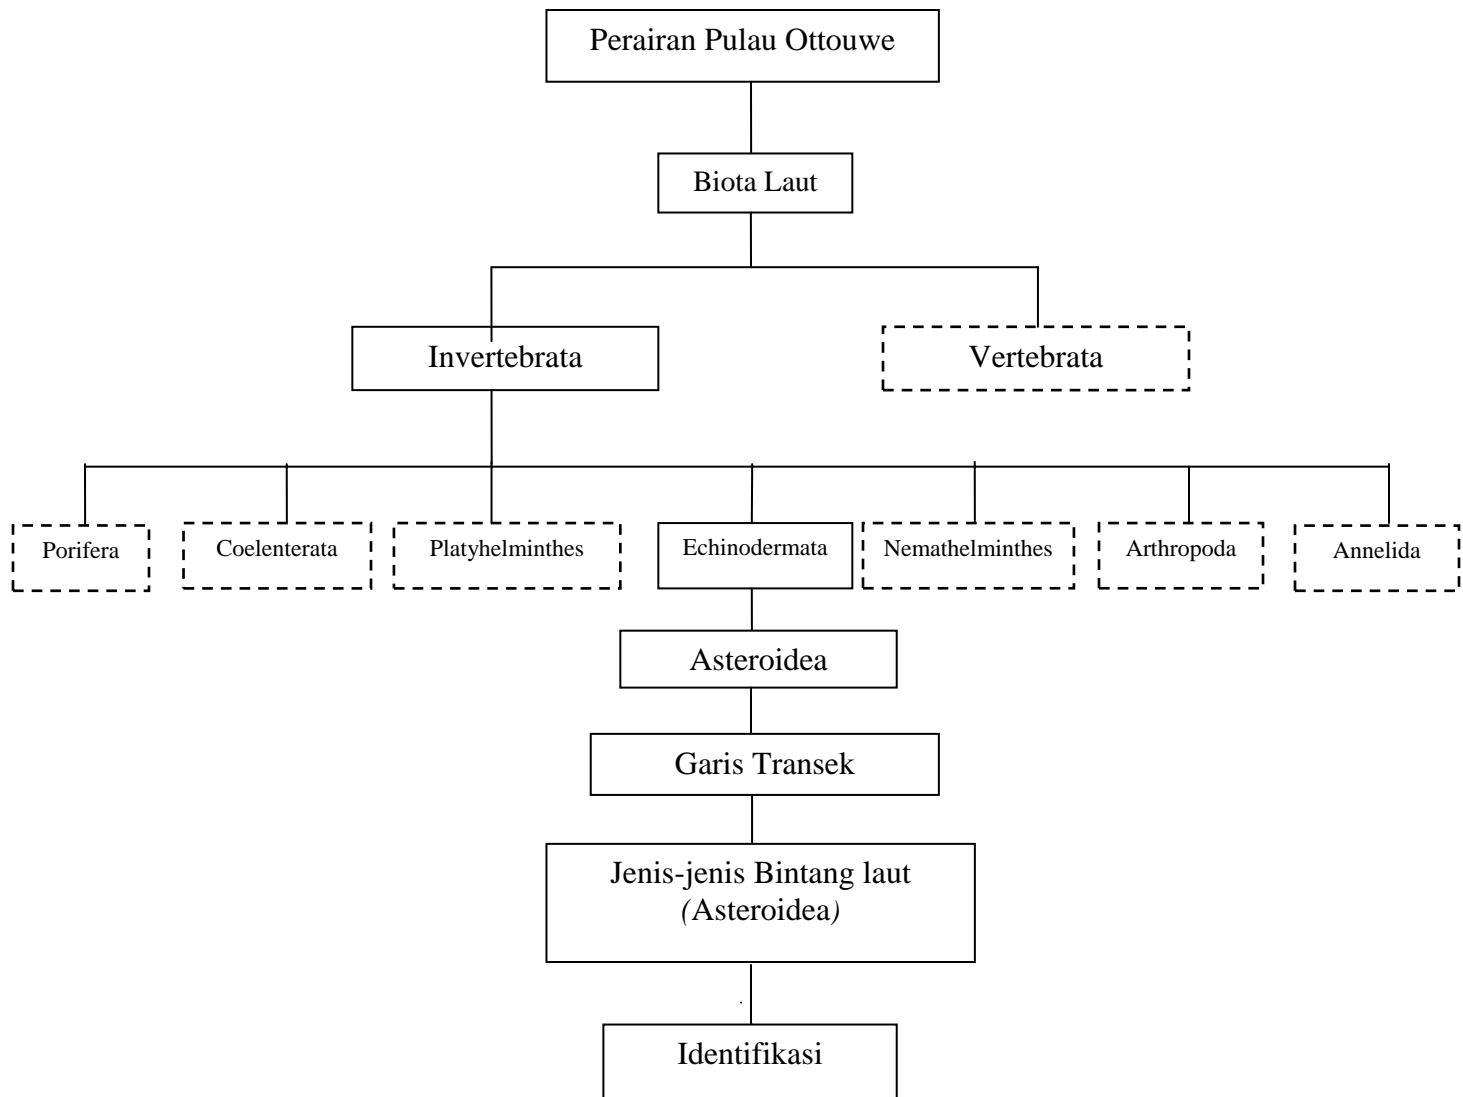 Perairan Pulau Ottouwe
Biota Laut
Invertebrata
Vertebrata
Porifera
Coelenterata
Platyhelminthes
Echinodermata
Nemathelminthes
Arthropoda
Annelida
Asteroidea
Garis Transek
Jenis-jenis Bintang laut
(Asteroidea)
Identifikasi